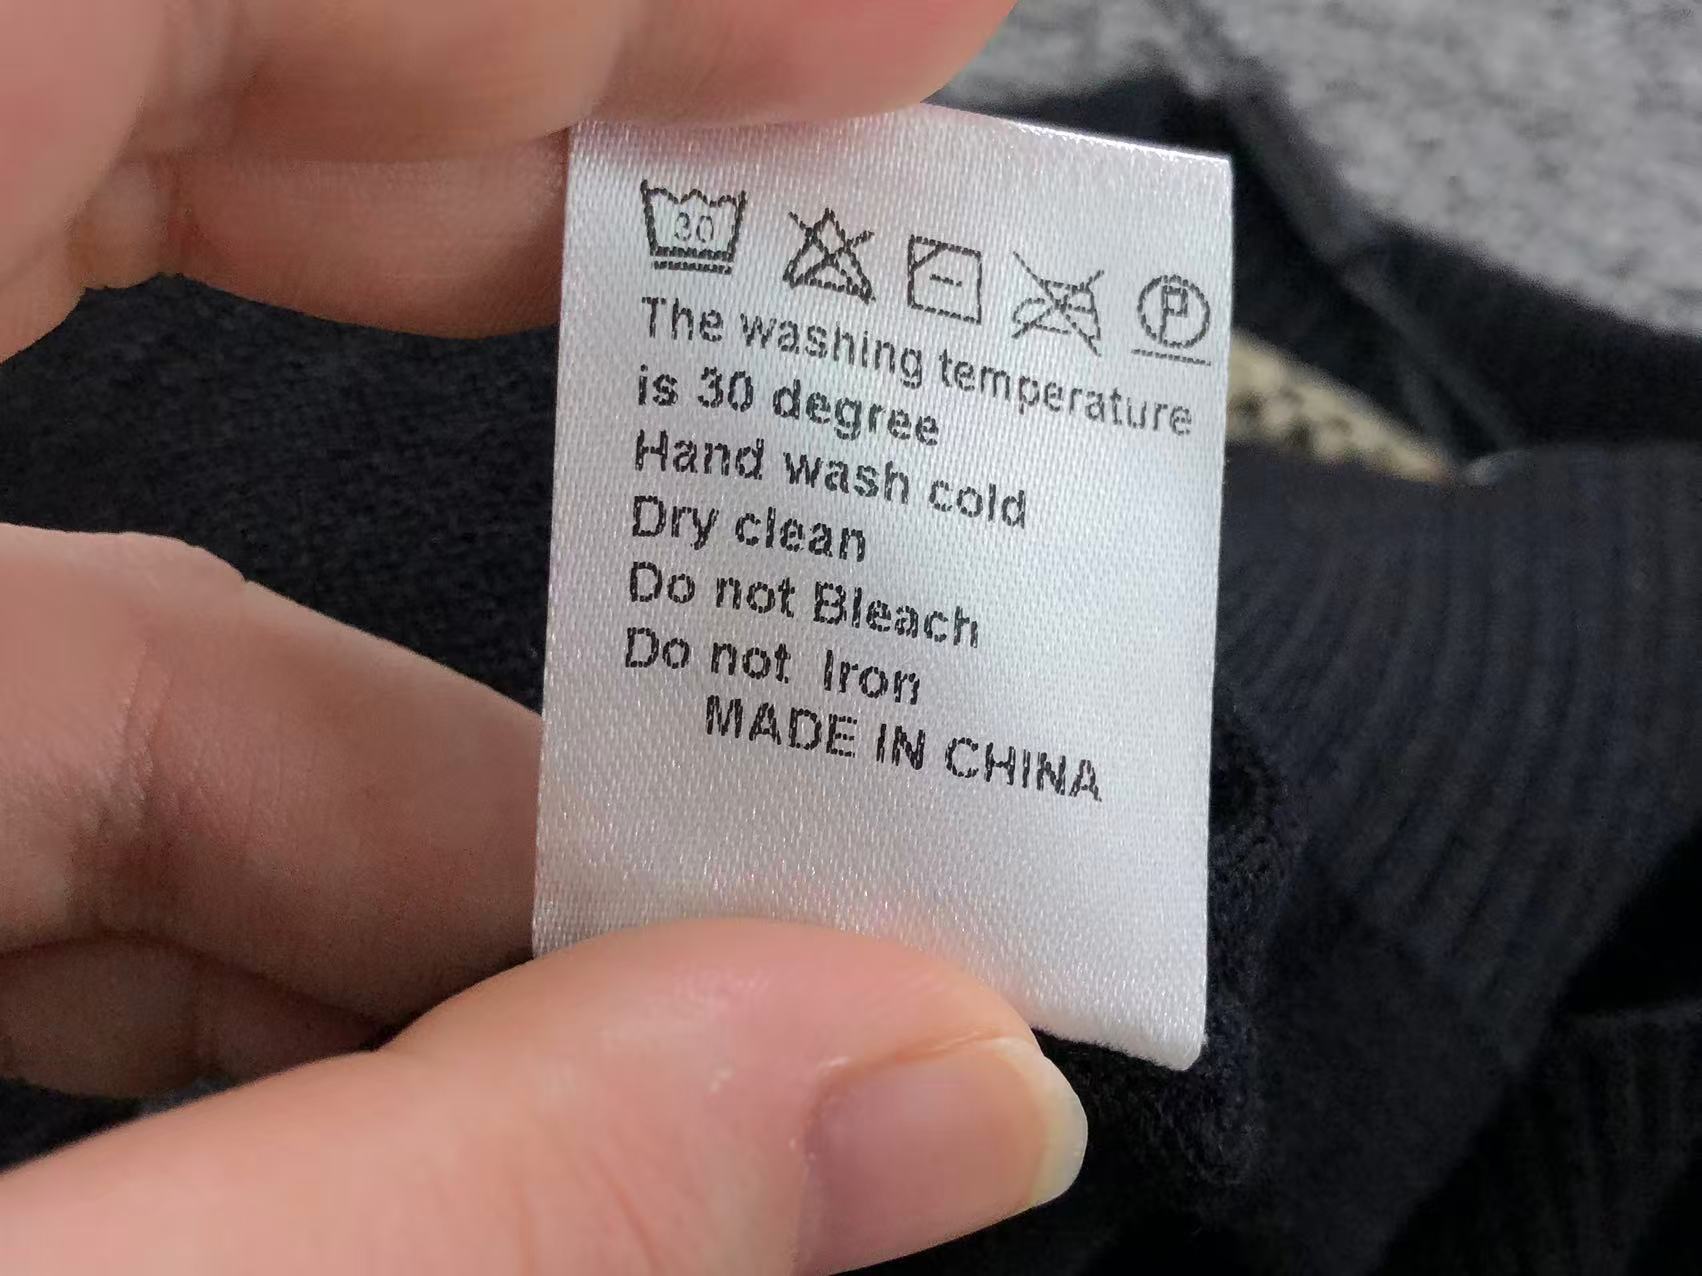 30
P
The washing temperature
is 30 degree
Hand wash cold
Dry clean
Do not Bleach
Do not Iron
MADE IN CHINA